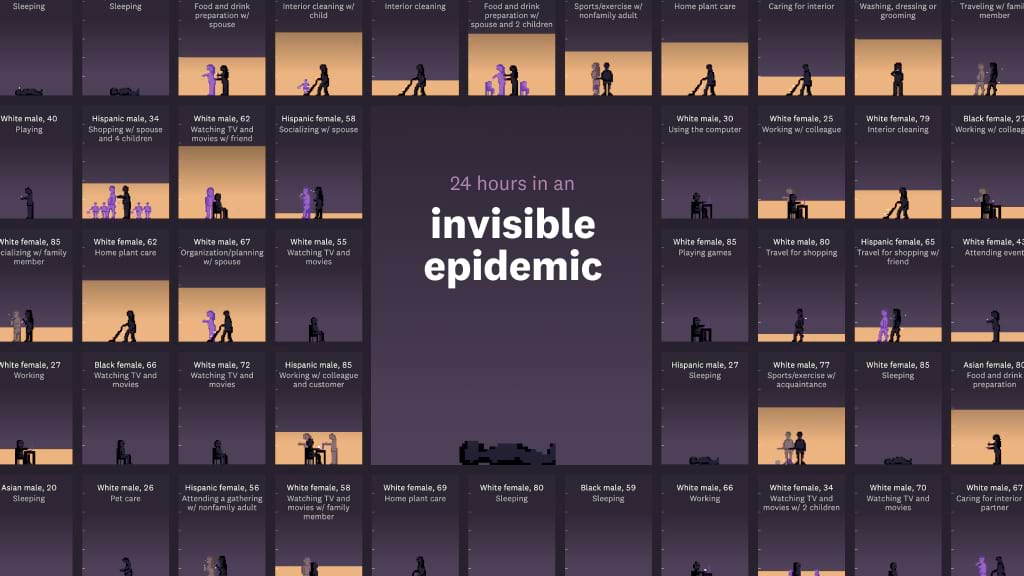 Sleeping
Sleeping
Food and drink
preparation w/
spouse
Interior cleaning w/
child
Interior cleaning
Food and drink
preparation w/
spouse and 2 children
Sports/exercise w/
nonfamily adult
Home plant care
Caring for interior
Washing, dressing or
grooming
Traveling w/
member
White male, 40
Playing
Hispanic male, 34
Shopping w/ spouse
and 4 children
White male, 62
Watching TV and
movies w/ friend
Hispanic female, 58
Socializing w/ spouse
24 hours in an
invisible
epidemic
White male, 30
Using the computer
White female, 25
Working w/ colleague
White female, 79
Interior cleaning
Black female, 27
Working w/
White female, 85
w/ family
member
White female, 62
Home plant care
White male, 67
Organization/planning
w/ spouse
White male, 55
Watching TV and
movies
White female, 85
Playing games
White male, 80
Travel for shopping
Hispanic female, 65
Travel for shopping w/
friend
White female,
Attending
White female, 27
Working
Black female, 66
Watching TV and
movies
White male, 72
Watching TV and
movies
Hispanic male, 85
Working w/ colleague
and customer
Hispanic male, 27
Sleeping
White male, 77
Sports/exercise w/
acquaintance
White female, 85
Sleeping
Asian female,
Food and drink
preparation
Asian male, 20
Sleeping
White male, 26
Pet care
Hispanic female, 56
Attending a gathering
w/ nonfamily adult
White female, 58
Watching TV and
movies w/ family
member
White female, 69
Home plant care
White female, 80
Sleeping
Black male, 59
Sleeping
White male, 66
Working
White female, 34
Watching TV and
movies w/ 2 children
White male, 70
Watching TV and
movies
White male, 67
Caring for interior
partner